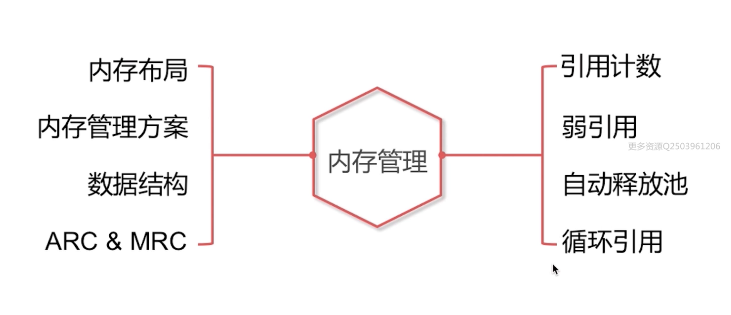 内存布局
内存管理方案
数据结构
ARC & MRC
内存管理
引用计数
弱引用
更多资源Q2503961206
自动释放池
循环引用